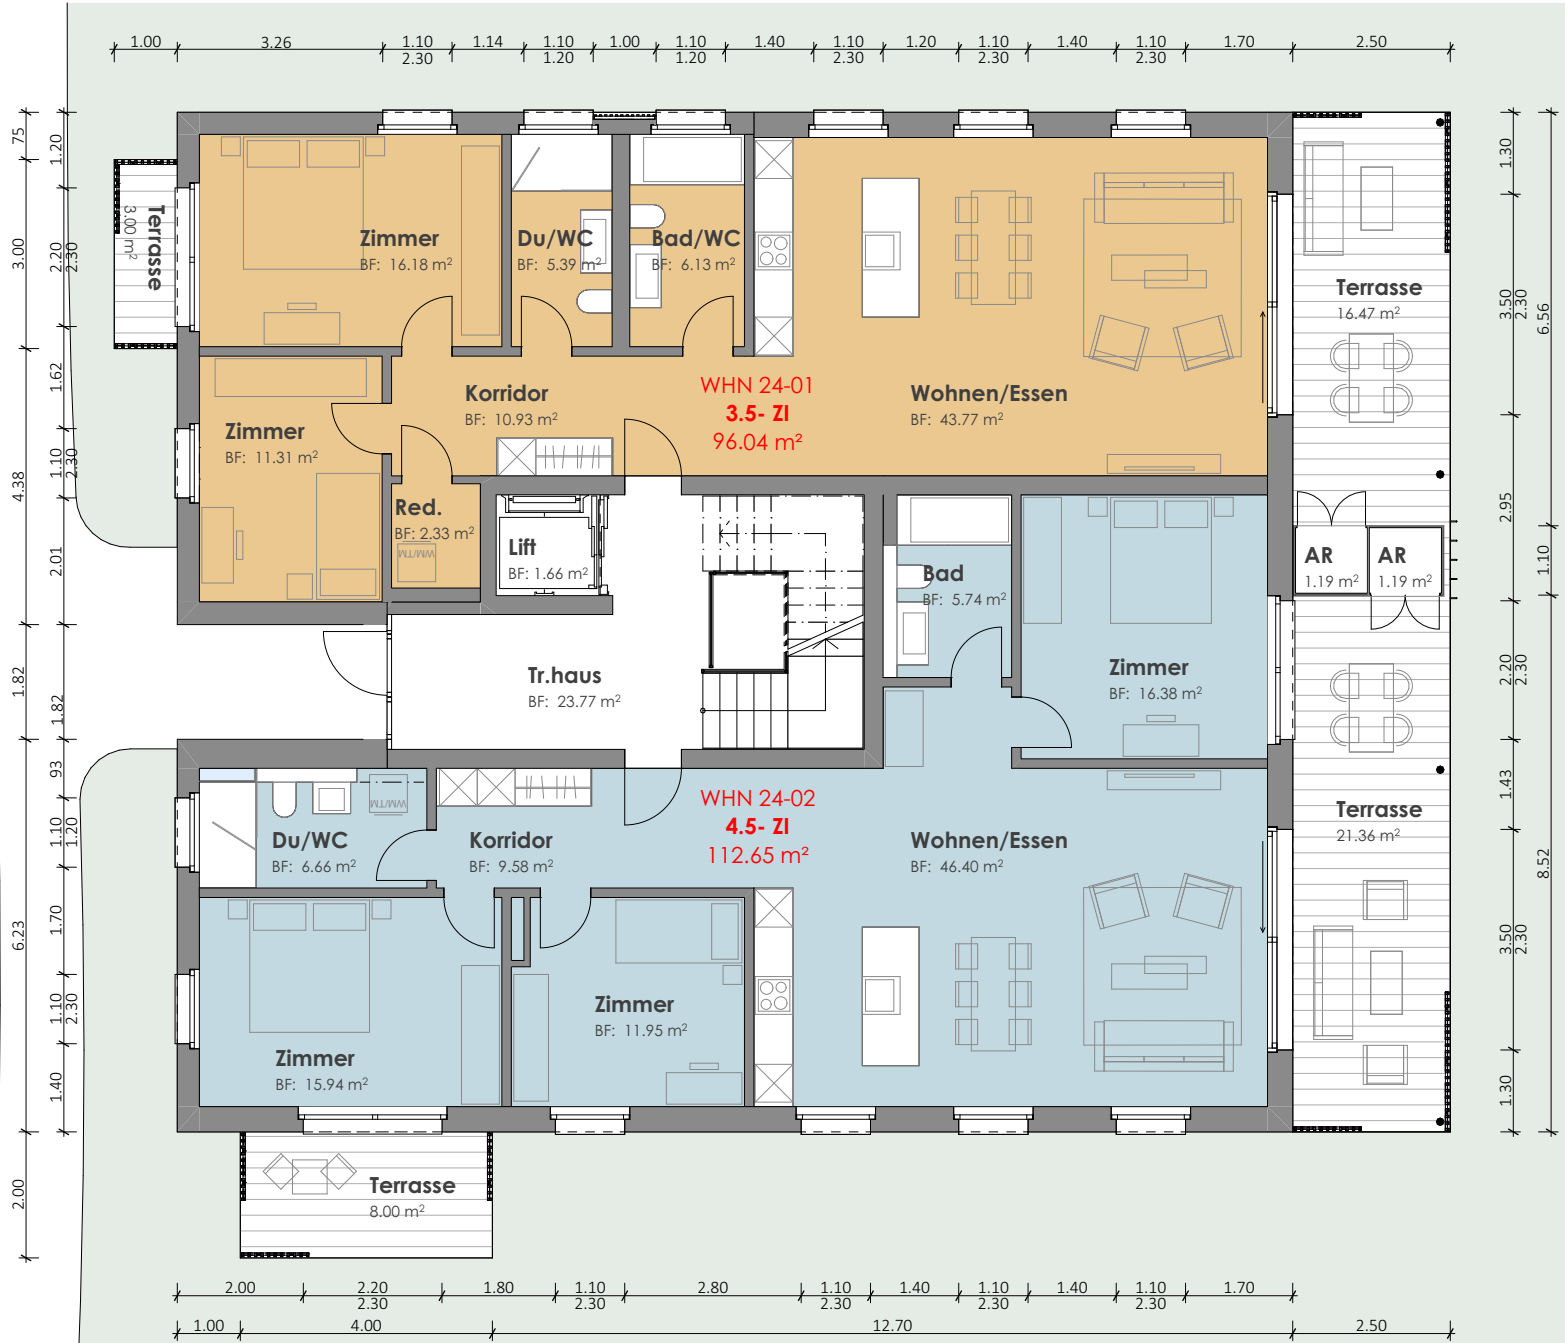 1.00 3.26 1.10 1.14 1.10 1.00 1.10 1.40 1.10 1.20 1.10 1.40 1.10 1.70 2.50
2.30 1.20 1.20 2.30 2.30 2.30
75
3.00
4.38
1.82
6.23
2.00
1.20
2.20
2.30
1.62
1.10
2.30
2.01
1.82
93
1.10
1.20
1.70
1.10
2.30
1.40
Terrasse
3.00 m²
Zimmer
BF: 16.18 m²
Du/WC
BF: 5.39 m²
Bad/WC
BF: 6.13 m²
Terrasse
16.47 m²
Korridor
BF: 10.93 m²
WHN 24-01
3.5- ZI
96.04 m²
Wohnen/Essen
BF: 43.77 m²
Zimmer
BF: 11.31 m²
Red.
BF: 2.33 m²
WM/TM
Lift
BF: 1.66 m²
Bad
BF: 5.74 m²
AR
1.19 m²
AR
1.19 m²
Tr.haus
BF: 23.77 m²
Zimmer
BF: 16.38 m²
WM/TM
Du/WC
BF: 6.66 m²
Korridor
BF: 9.58 m²
WHN 24-02
4.5- ZI
112.65 m²
Wohnen/Essen
BF: 46.40 m²
Terrasse
21.36 m²
Zimmer
BF: 15.94 m²
Zimmer
BF: 11.95 m²
Terrasse
8.00 m²
1.30
3.50
2.30
2.95
2.20
2.30
1.43
3.50
2.30
1.30
6.56
1.10
8.52
2.00 2.20 1.80 1.10 2.80 1.10 1.40 1.10 1.40 1.10 1.70
2.30 2.30 2.30 2.30 2.30
1.00 4.00 12.70 2.50